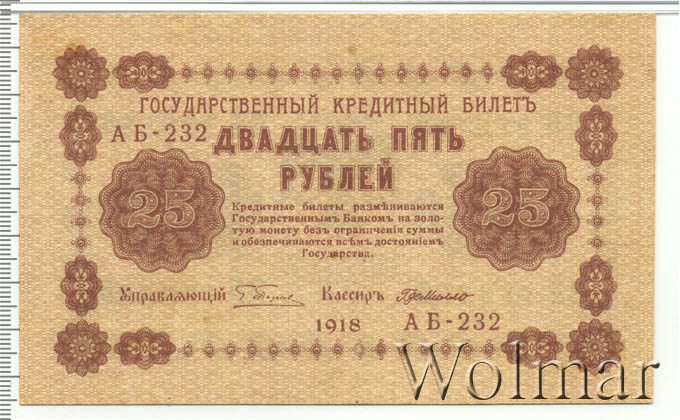 ГОСУДАРСТВЕННЫЙ КРЕДИТНЫЙ БИЛЕТЪ
АБ-232 ДВАДЦАТЬ ПЯТЬ
РУБЛЕЙ
25 25
Кредитные билеты размѣниваются
Государственнымъ Банкомъ на золо-
тую монету безъ ограниченія суммы
и обезпечиваются всѣмъ достояніемъ
Государства.
Управляющій Кассиръ
1918 АБ-232
Wolmar